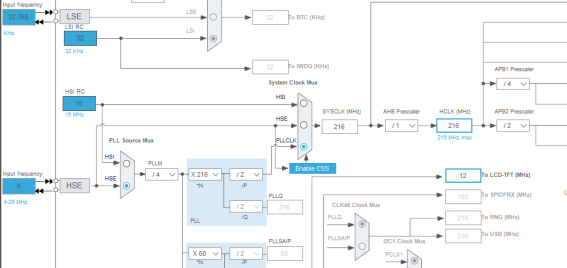 Input frequency
32.768
KHz
LSE
LSE
LSI RC
32
32 KHz
LSI
32
To RTC (KHz)
32
To IWDG (KHz)
System Clock Mux
HSI RC
16
16 MHz
HSI
HSE
PLLCLK
SYSCLK (MHz)
216
AHB Prescaler
/ 1
HCLK (MHz)
216
216 MHz max
APB1 Prescaler
/ 4
APB2 Prescaler
/ 2
Enable CSS
PLL Source Mux
HSI
HSE
PLLM
/ 4
X 216
*N
/ 2
/P
PLLQ
/ 2
216
/Q
PLL
Input frequency
8
4-26 MHz
HSE
12
To LCD-TFT (MHz)
192
To SPIDFRX (MHz)
CLK48 Clock Mux
PLLQ
PLLSAIP
216
To RNG (MHz)
216
To USB (MHz)
I2C1 Clock Mux
PCLK1
PLLSAIP
X 60
*N
/ 2
/P